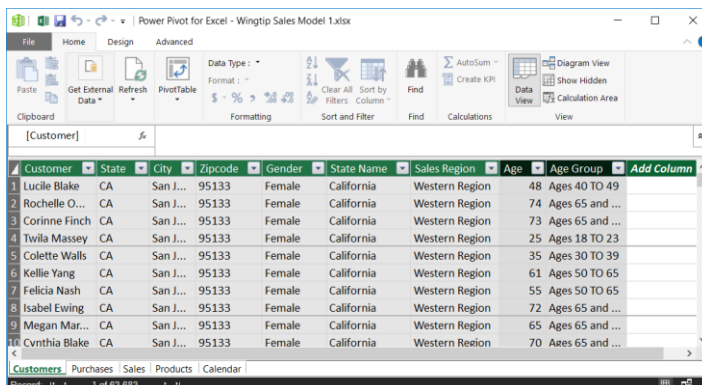 Power Pivot for Excel - Wingtip Sales Model 1.xlsx
File Home Design Advanced
Paste
Get External Data
Refresh
PivotTable
Data Type :
Format :
$ - % ,
Clear All Filters
Sort by Column
Find
AutoSum
Create KPI
Data View
Diagram View
Show Hidden
Calculation Area
Clipboard Formatting Sort and Filter Find Calculations View
[Customer] fx
Customer State City Zipcode Gender State Name Sales Region Age Age Group Add Column
1 Lucile Blake CA San J... 95133 Female California Western Region 48 Ages 40 TO 49
2 Rochelle O... CA San J... 95133 Female California Western Region 74 Ages 65 and ...
3 Corinne Finch CA San J... 95133 Female California Western Region 73 Ages 65 and ...
4 Twila Massey CA San J... 95133 Female California Western Region 25 Ages 18 TO 23
5 Colette Walls CA San J... 95133 Female California Western Region 35 Ages 30 TO 39
6 Kellie Yang CA San J... 95133 Female California Western Region 61 Ages 50 TO 65
7 Felicia Nash CA San J... 95133 Female California Western Region 55 Ages 50 TO 65
8 Isabel Ewing CA San J... 95133 Female California Western Region 72 Ages 65 and ...
9 Megan Mar... CA San J... 95133 Female California Western Region 65 Ages 65 and ...
10 Cynthia Blake CA San J... 95133 Female California Western Region 70 Ages 65 and ...
Customers Purchases Sales Products Calendar
Record: 1 of 63,683